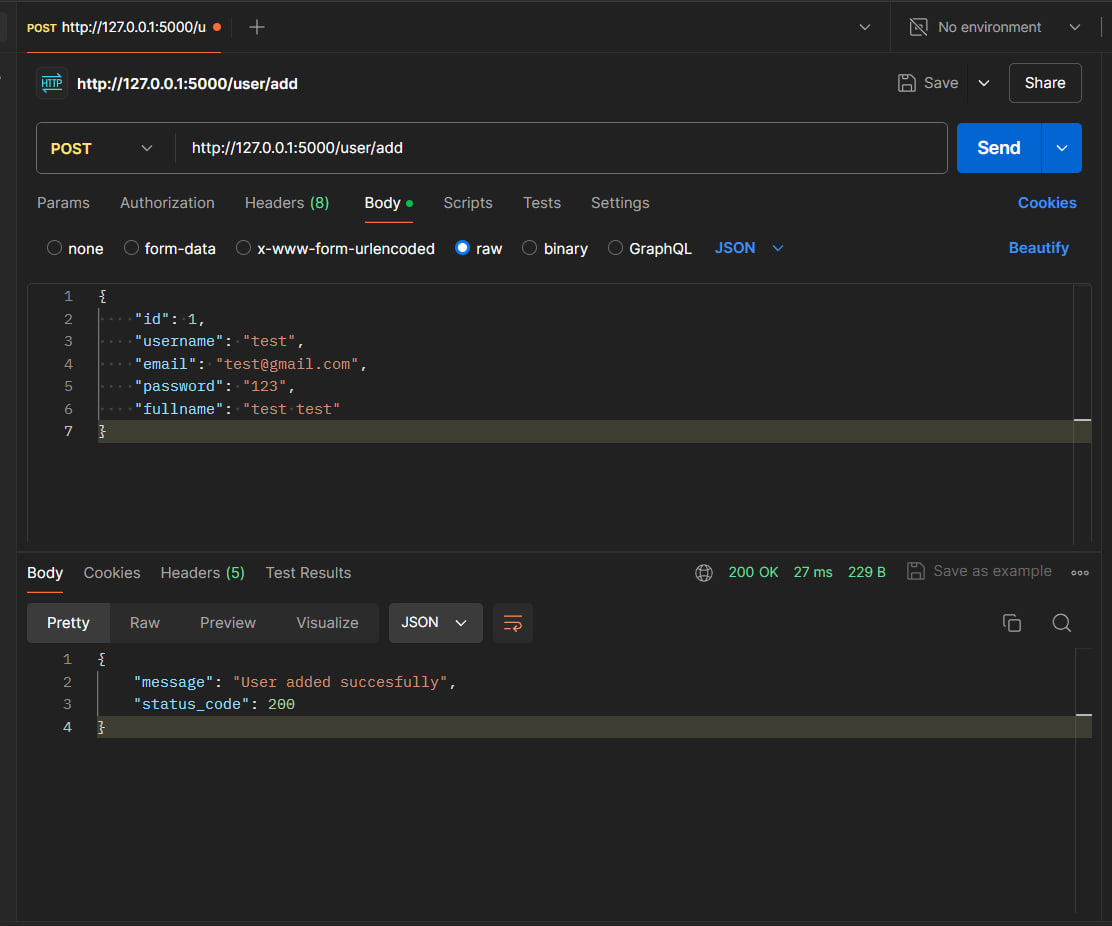 POST http://127.0.0.1:5000/u
No environment
HTTP http://127.0.0.1:5000/user/add
Save
Share
POST
http://127.0.0.1:5000/user/add
Send
Params Authorization Headers (8) Body Scripts Tests Settings Cookies
none form-data x-www-form-urlencoded raw binary GraphQL JSON Beautify
1 {
2 "id": 1,
3 "username": "test",
4 "email": "test@gmail.com",
5 "password": "123",
6 "fullname": "test test"
7 }
Body Cookies Headers (5) Test Results 200 OK 27 ms 229 B Save as example
Pretty Raw Preview Visualize JSON
1 {
2 "message": "User added succesfully",
3 "status_code": 200
4 }